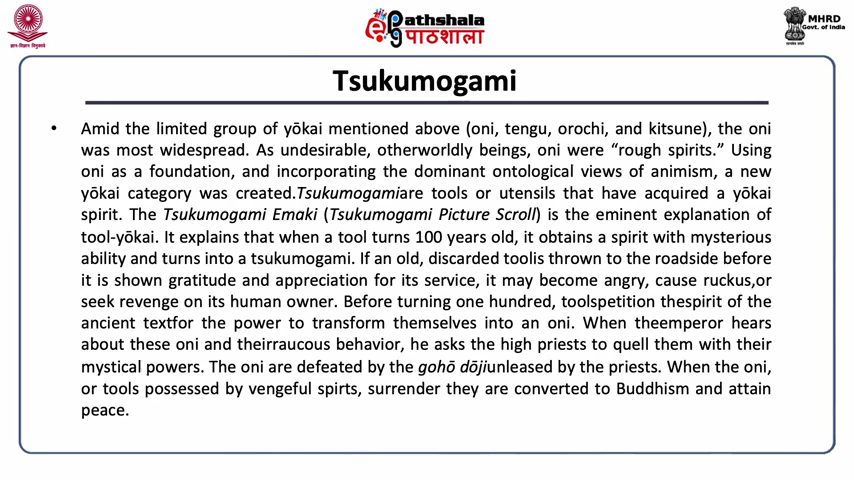 ज्ञान-विज्ञान विमुक्तये
ePathshala
पाठशाला
MHRD
Govt. of India
Tsukumogami
• Amid the limited group of yōkai mentioned above (oni, tengu, orochi, and kitsune), the oni
was most widespread. As undesirable, otherworldly beings, oni were “rough spirits.” Using
oni as a foundation, and incorporating the dominant ontological views of animism, a new
yōkai category was created.Tsukumogamiare tools or utensils that have acquired a yōkai
spirit. The Tsukumogami Emaki (Tsukumogami Picture Scroll) is the eminent explanation of
tool-yōkai. It explains that when a tool turns 100 years old, it obtains a spirit with mysterious
ability and turns into a tsukumogami. If an old, discarded toolis thrown to the roadside before
it is shown gratitude and appreciation for its service, it may become angry, cause ruckus,or
seek revenge on its human owner. Before turning one hundred, toolspetition thespirit of the
ancient textfor the power to transform themselves into an oni. When theemperor hears
about these oni and theirraucous behavior, he asks the high priests to quell them with their
mystical powers. The oni are defeated by the gohō dōjiunleased by the priests. When the oni,
or tools possessed by vengeful spirts, surrender they are converted to Buddhism and attain
peace.